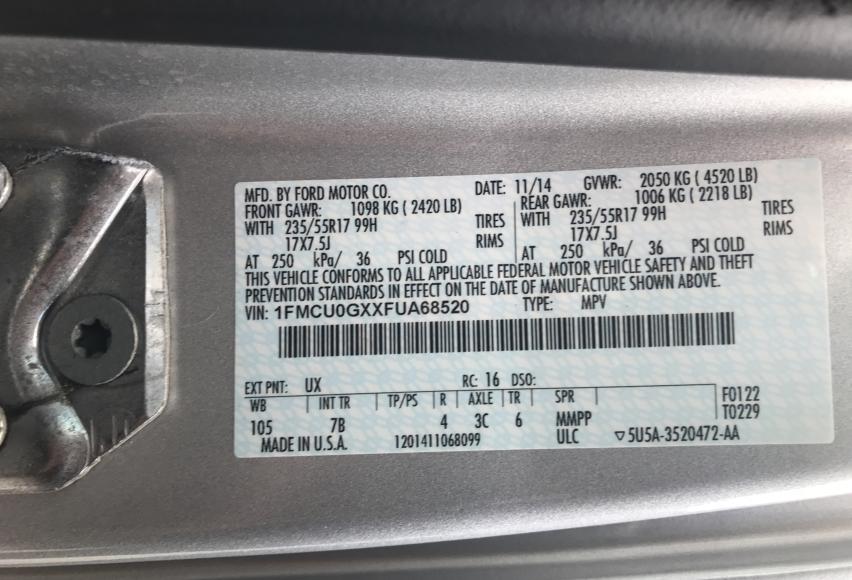 MFD. BY FORD MOTOR CO. DATE: 11/14 GVWR: 2050 KG ( 4520 LB)
FRONT GAWR: 1098 KG ( 2420 LB) REAR GAWR: 1006 KG ( 2218 LB)
WITH 235/55R17 99H TIRES WITH 235/55R17 99H TIRES
17X7.5J RIMS 17X7.5J RIMS
AT 250 kPa/ 36 PSI COLD AT 250 kPa/ 36 PSI COLD
THIS VEHICLE CONFORMS TO ALL APPLICABLE FEDERAL MOTOR VEHICLE SAFETY AND THEFT
PREVENTION STANDARDS IN EFFECT ON THE DATE OF MANUFACTURE SHOWN ABOVE.
VIN: 1FMCU0GXXFUA68520 TYPE: MPV
EXT PNT: UX RC: 16 DSO:
WB INT TR TP/PS R AXLE TR SPR F0122
105 7B 4 3C 6 MMPP T0229
MADE IN U.S.A. 1201411068099 ULC ▽5U5A-3520472-AA